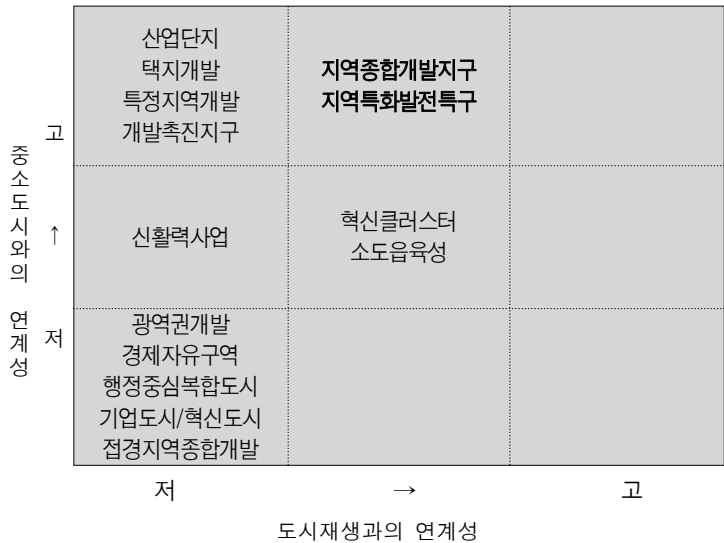 산업단지
택지개발
특정지역개발
개발촉진지구
지역종합개발지구
지역특화발전특구
신활력사업
혁신클러스터
소도읍육성
광역권개발
경제자유구역
행정중심복합도시
기업도시/혁신도시
접경지역종합개발
중소도시와의 연계성
고
↑
저
저 → 고
도시재생과의 연계성